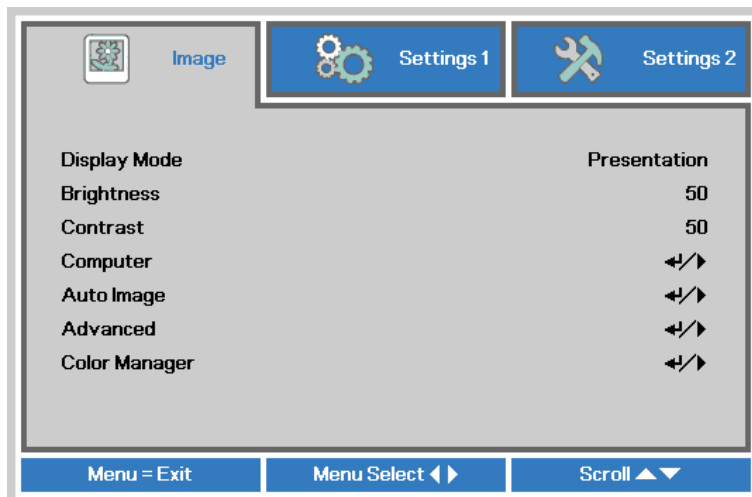 Image Settings 1 Settings 2
Display Mode Presentation
Brightness 50
Contrast 50
Computer ↵/▶
Auto Image ↵/▶
Advanced ↵/▶
Color Manager ↵/▶
Menu = Exit Menu Select ◀▶ Scroll ▲▼